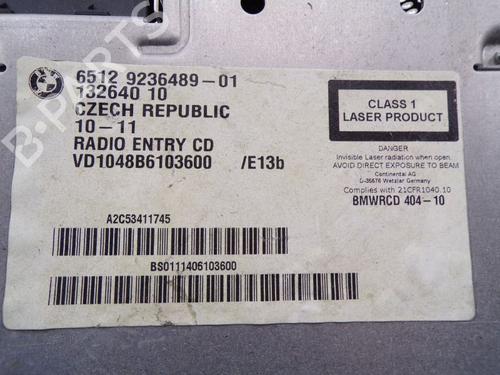 6512 9236489-01
13264010
CZECH REPUBLIC
10-11
RADIO ENTRY CD
VD1048B6103600 /E13b
CLASS 1
LASER PRODUCT
DANGER
Invisible Laser radiation when open.
AVOID DIRECT EXPOSURE TO BEAM
Continental AG
D-35576 Wetzlar Germany
Complies with 21CFR1040.10
BMWRCD 404-10
A2C53411745
BS0111406103600
B-PARTS